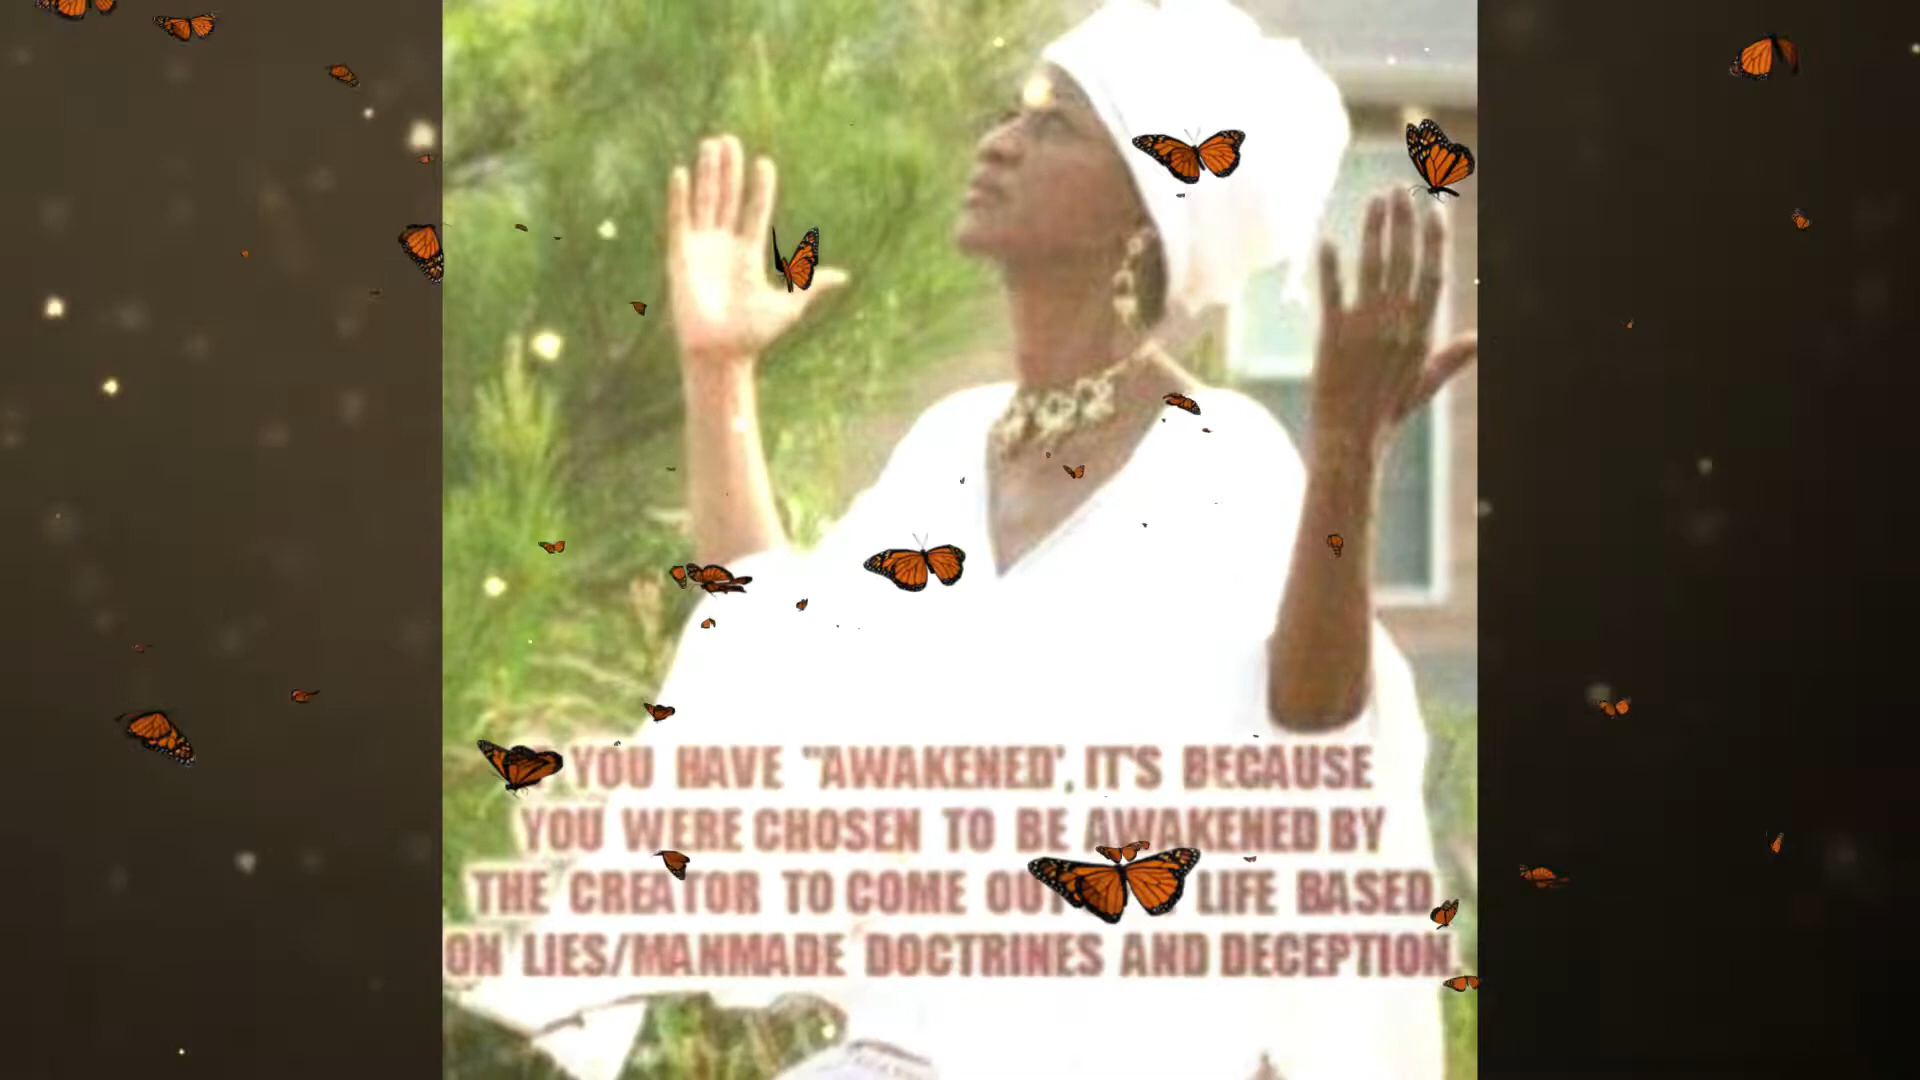 YOU HAVE "AWAKENED', IT'S BECAUSE
YOU WERE CHOSEN TO BE AWAKENED BY
THE CREATOR TO COME LIFE BASED
ON LIES/MANMADE DOCTRINES AND DECEPTION.